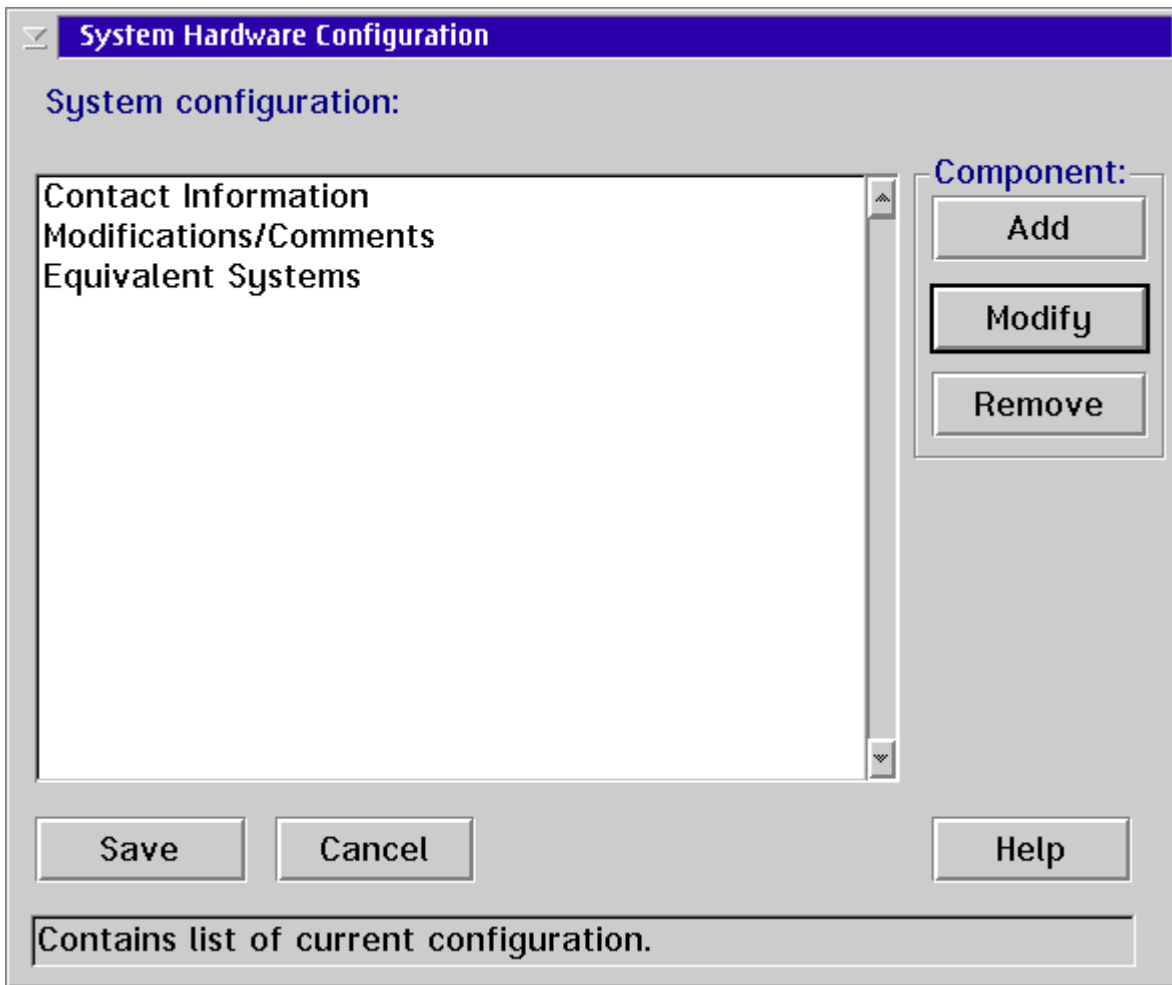 System Hardware Configuration
System configuration:
Contact Information
Modifications/Comments
Equivalent Systems
Component:
Add
Modify
Remove
Save
Cancel
Help
Contains list of current configuration.